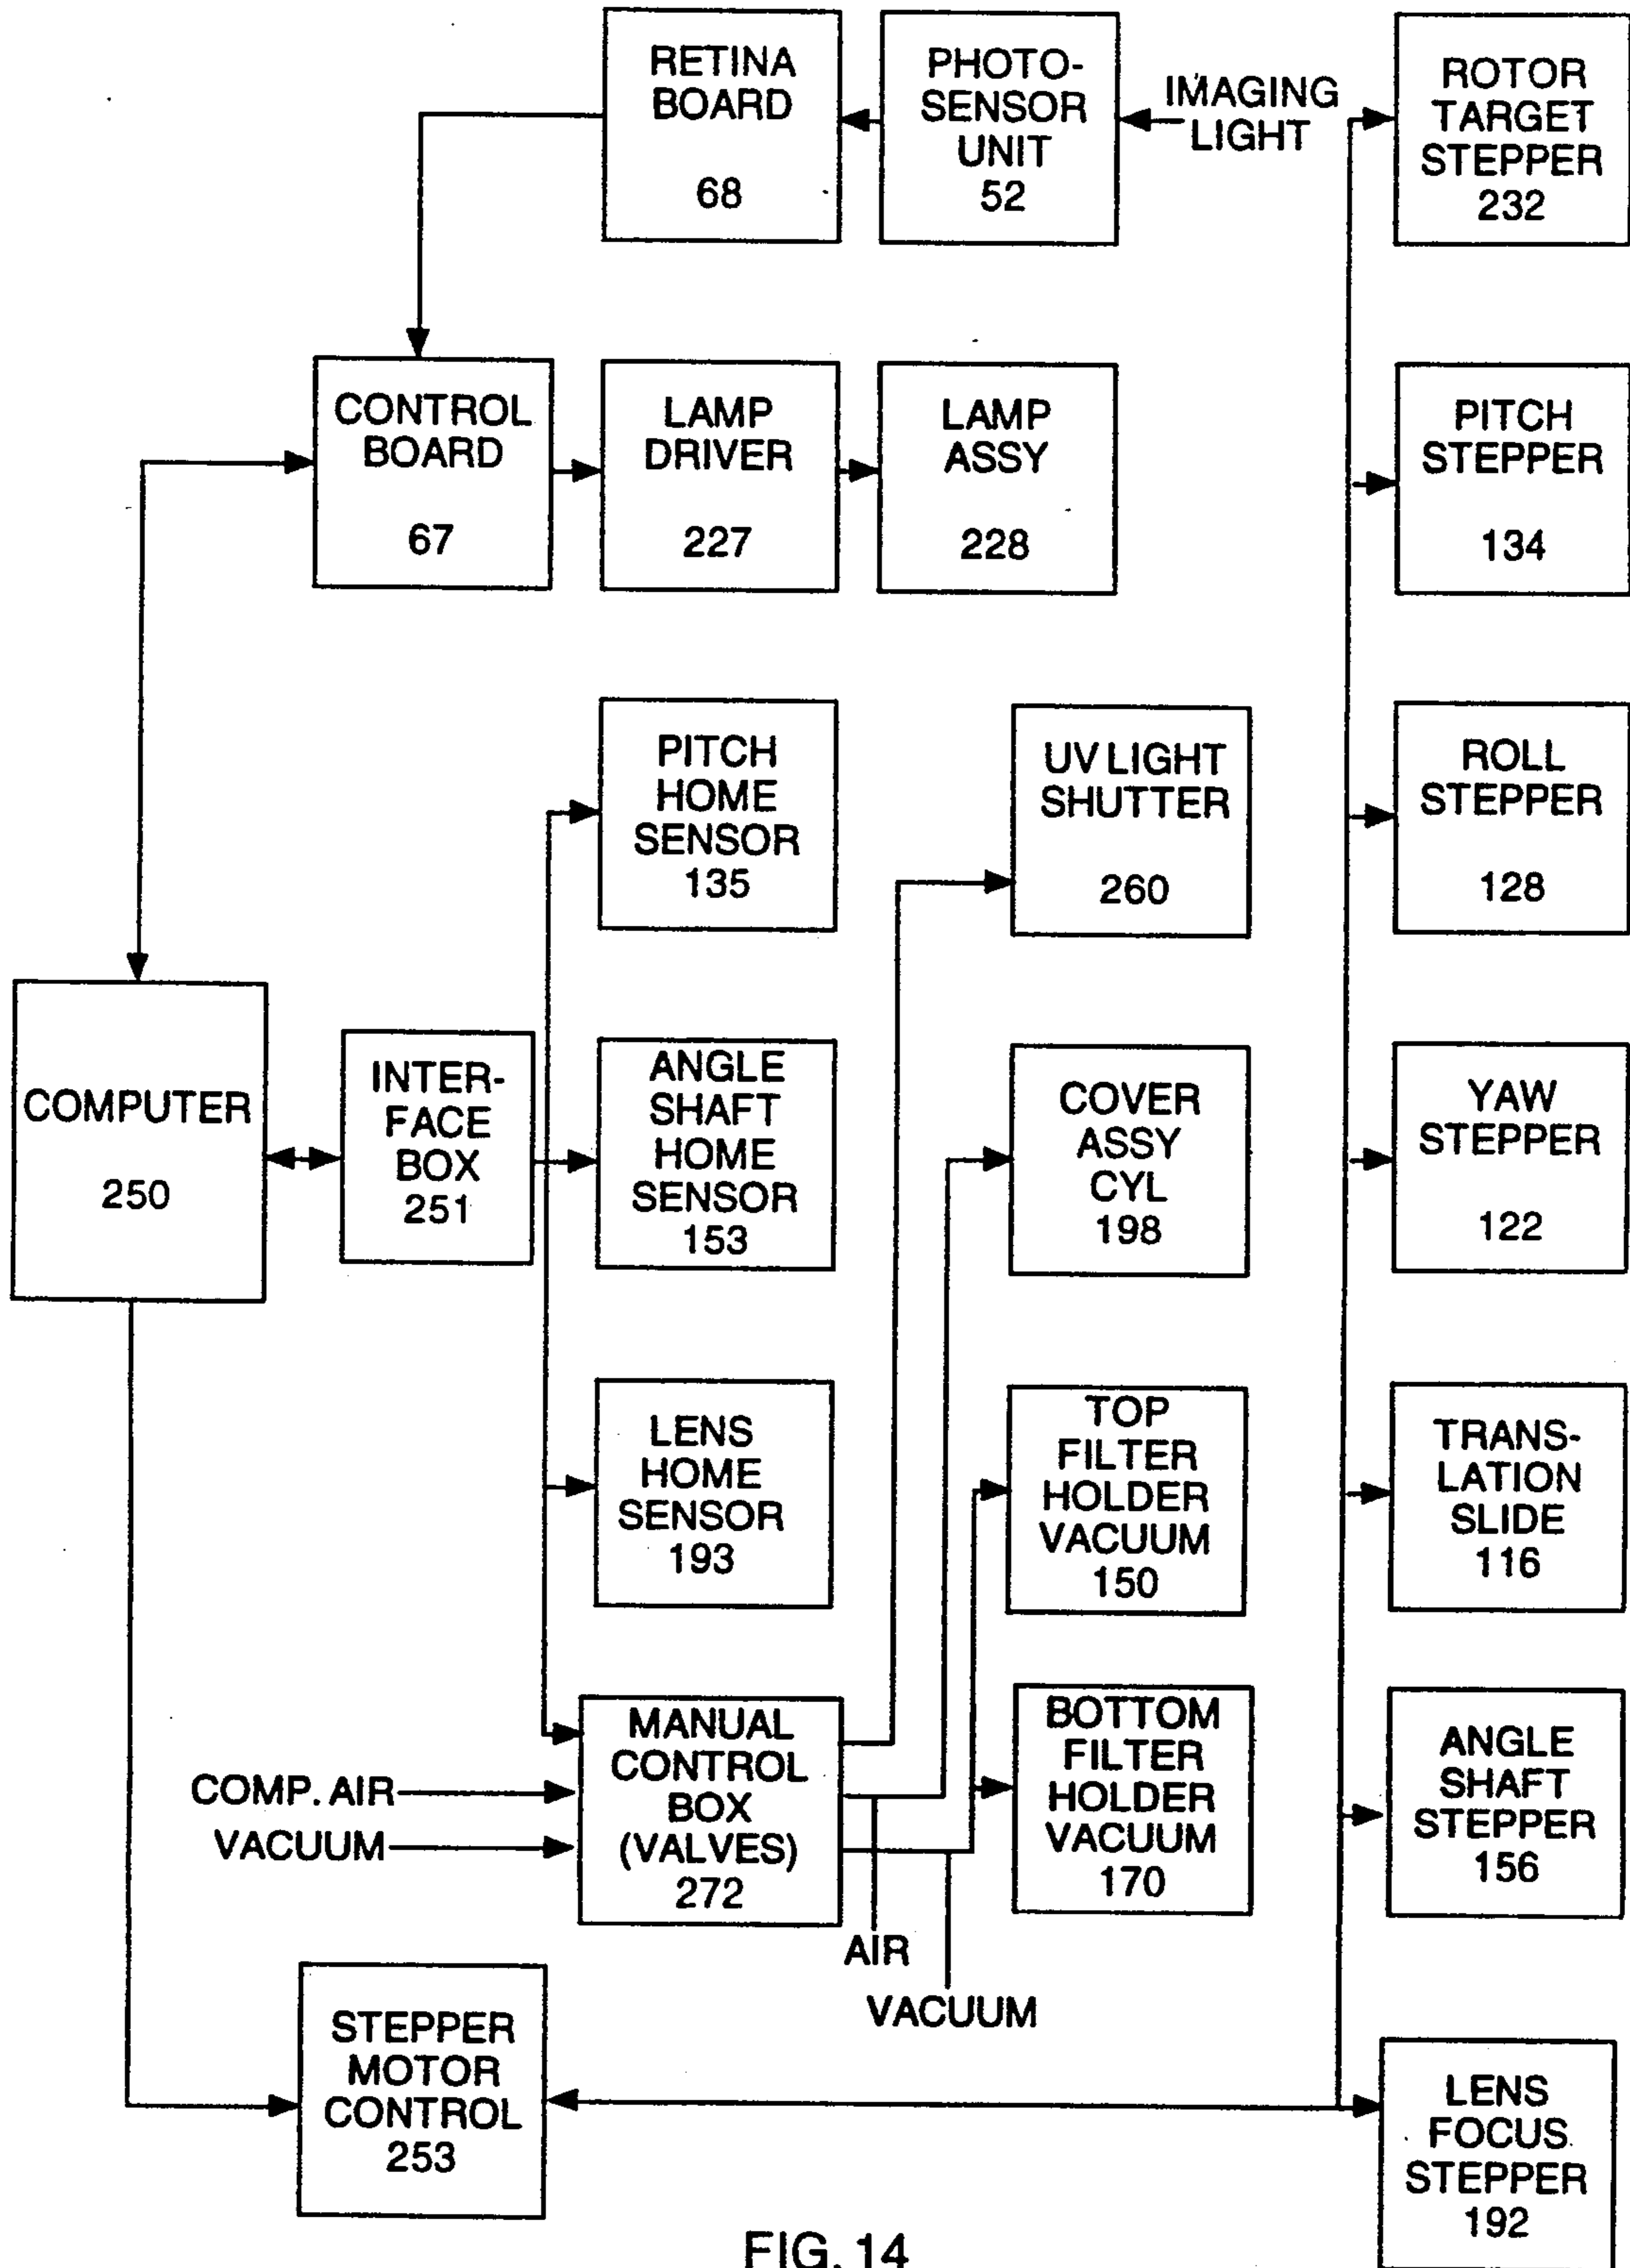 RETINA
BOARD
68
PHOTO-
SENSOR
UNIT
52
IMAGING
LIGHT
ROTOR
TARGET
STEPPER
232
CONTROL
BOARD
67
LAMP
DRIVER
227
LAMP
ASSY
228
PITCH
STEPPER
134
PITCH
HOME
SENSOR
135
UV LIGHT
SHUTTER
260
ROLL
STEPPER
128
COMPUTER
250
INTER-
FACE
BOX
251
ANGLE
SHAFT
HOME
SENSOR
153
COVER
ASSY
CYL
198
YAW
STEPPER
122
LENS
HOME
SENSOR
193
TOP
FILTER
HOLDER
VACUUM
150
TRANS-
LATION
SLIDE
116
COMP. AIR
VACUUM
MANUAL
CONTROL
BOX
(VALVES)
272
BOTTOM
FILTER
HOLDER
VACUUM
170
ANGLE
SHAFT
STEPPER
156
AIR
VACUUM
STEPPER
MOTOR
CONTROL
253
LENS
FOCUS
STEPPER
192
FIG. 14